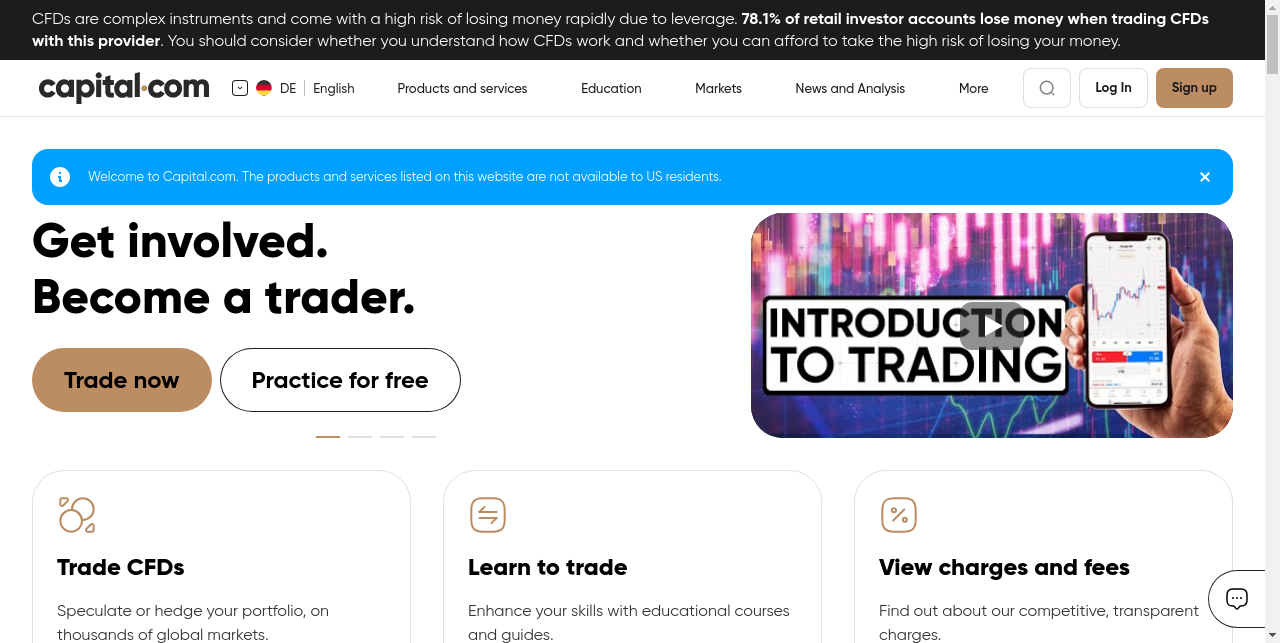 CFDs are complex instruments and come with a high risk of losing money rapidly due to leverage. 78.1% of retail investor accounts lose money when trading CFDs
with this provider. You should consider whether you understand how CFDs work and whether you can afford to take the high risk of losing your money.
capital.com DE English Products and services Education Markets News and Analysis More Log In Sign up
Welcome to Capital.com. The products and services listed on this website are not available to US residents.
Get involved.
Become a trader.
Trade now Practice for free
INTRODUCTION
TO TRADING
Trade CFDs
Speculate or hedge your portfolio, on
thousands of global markets.
Learn to trade
Enhance your skills with educational courses
and guides.
View charges and fees
Find out about our competitive, transparent
charges.